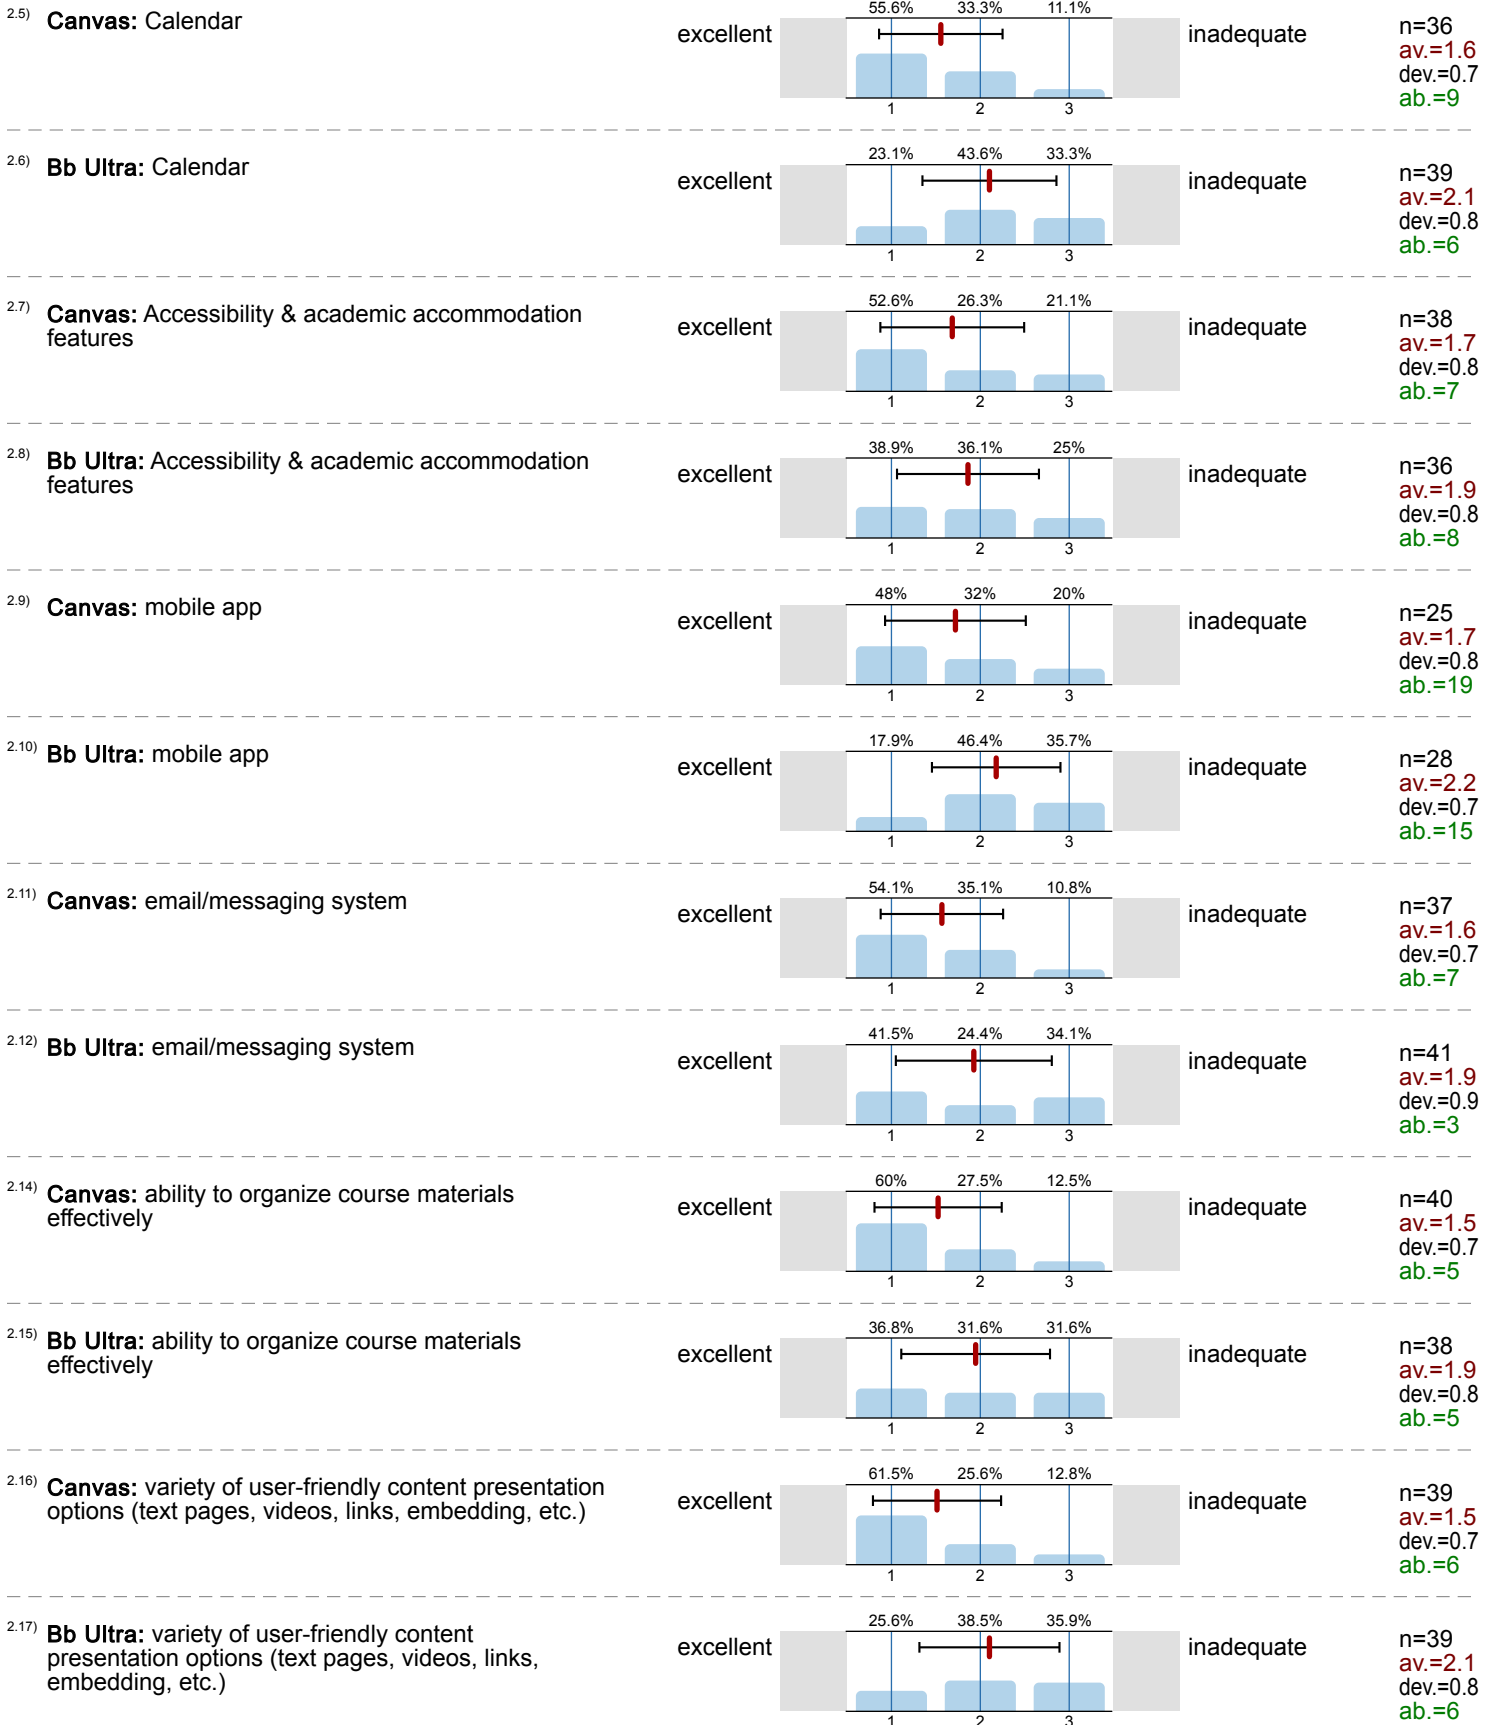 2.5) Canvas: Calendar
55.6% 33.3% 11.1%
excellent inadequate
1 2 3
n=36
av.=1.6
dev.=0.7
ab.=9
2.6) Bb Ultra: Calendar
23.1% 43.6% 33.3%
excellent inadequate
1 2 3
n=39
av.=2.1
dev.=0.8
ab.=6
2.7) Canvas: Accessibility & academic accommodation
features
52.6% 26.3% 21.1%
excellent inadequate
1 2 3
n=38
av.=1.7
dev.=0.8
ab.=7
2.8) Bb Ultra: Accessibility & academic accommodation
features
38.9% 36.1% 25%
excellent inadequate
1 2 3
n=36
av.=1.9
dev.=0.8
ab.=8
2.9) Canvas: mobile app
48% 32% 20%
excellent inadequate
1 2 3
n=25
av.=1.7
dev.=0.8
ab.=19
2.10) Bb Ultra: mobile app
17.9% 46.4% 35.7%
excellent inadequate
1 2 3
n=28
av.=2.2
dev.=0.7
ab.=15
2.11) Canvas: email/messaging system
54.1% 35.1% 10.8%
excellent inadequate
1 2 3
n=37
av.=1.6
dev.=0.7
ab.=7
2.12) Bb Ultra: email/messaging system
41.5% 24.4% 34.1%
excellent inadequate
1 2 3
n=41
av.=1.9
dev.=0.9
ab.=3
2.14) Canvas: ability to organize course materials
effectively
60% 27.5% 12.5%
excellent inadequate
1 2 3
n=40
av.=1.5
dev.=0.7
ab.=5
2.15) Bb Ultra: ability to organize course materials
effectively
36.8% 31.6% 31.6%
excellent inadequate
1 2 3
n=38
av.=1.9
dev.=0.8
ab.=5
2.16) Canvas: variety of user-friendly content presentation
options (text pages, videos, links, embedding, etc.)
61.5% 25.6% 12.8%
excellent inadequate
1 2 3
n=39
av.=1.5
dev.=0.7
ab.=6
2.17) Bb Ultra: variety of user-friendly content
presentation options (text pages, videos, links,
embedding, etc.)
25.6% 38.5% 35.9%
excellent inadequate
1 2 3
n=39
av.=2.1
dev.=0.8
ab.=6